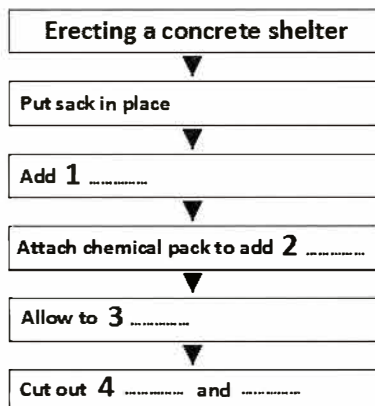 Erecting a concrete shelter
Put sack in place
Add 1 ..............
Attach chemical pack to add 2 ..............
Allow to 3 ..............
Cut out 4 .............. and ..............